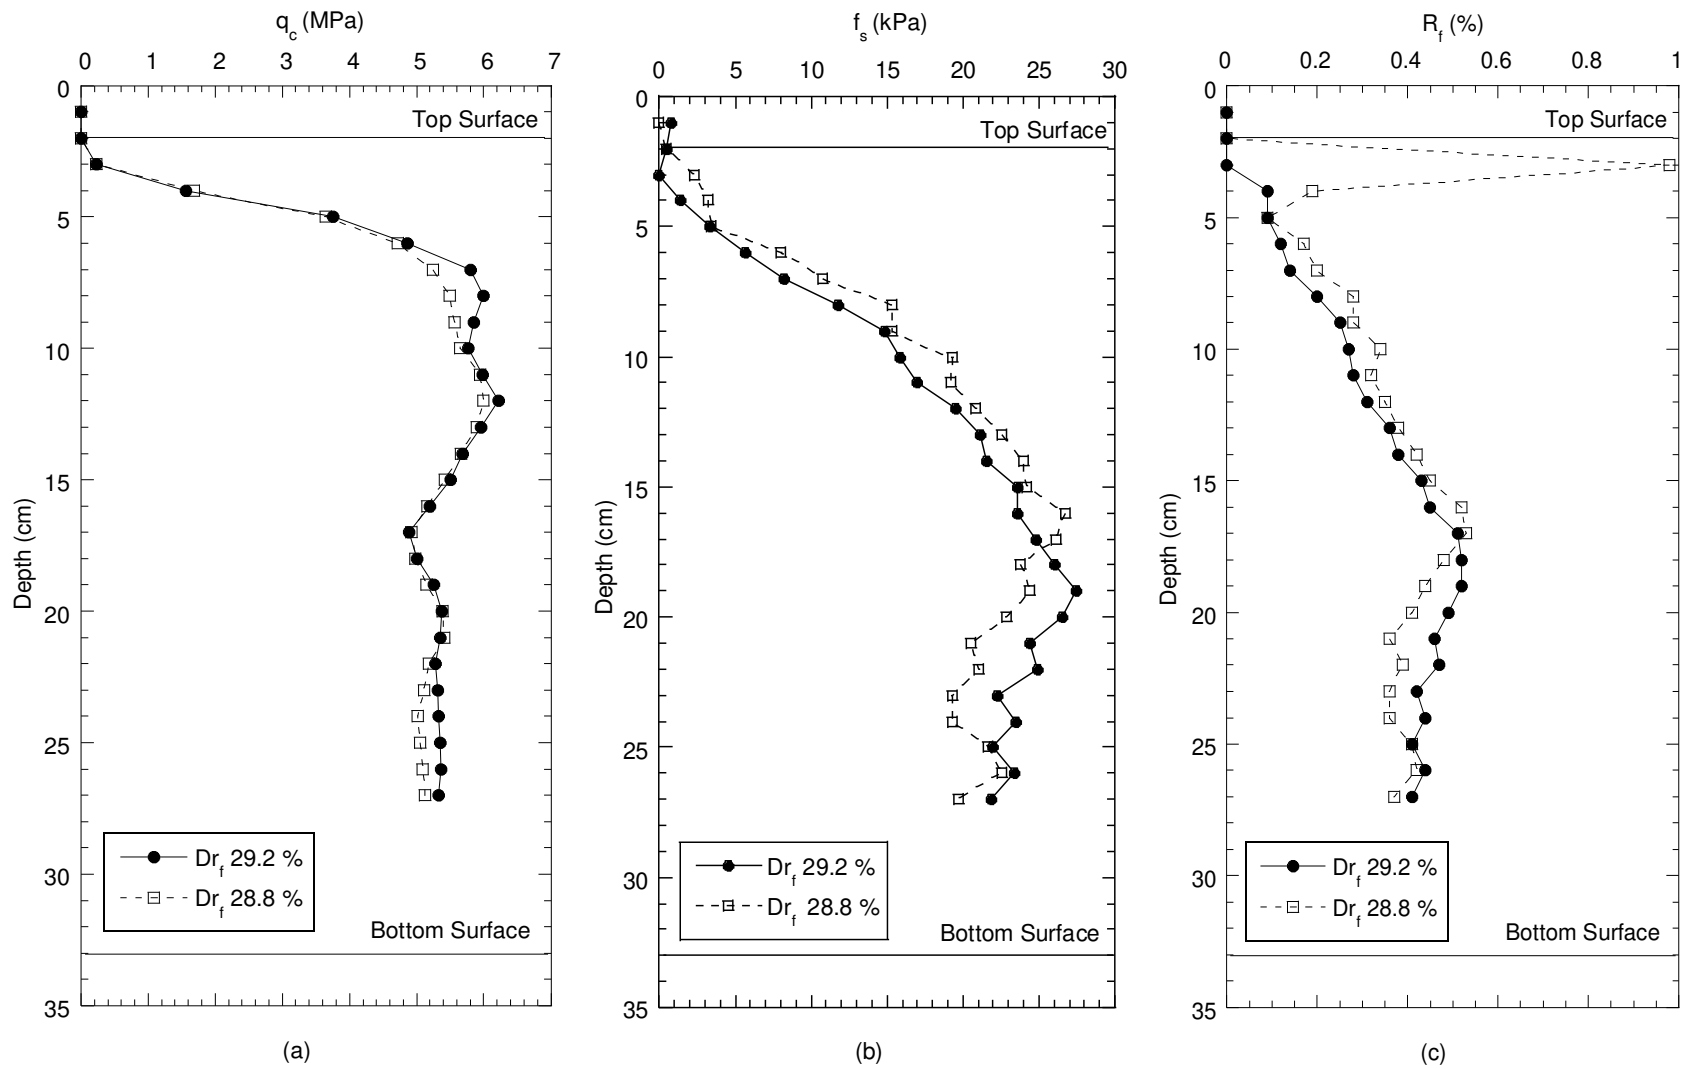 q_c (MPa)
0 1 2 3 4 5 6 7
0
5
10
15
20
25
30
35
Depth (cm)
Top Surface
Dr_f 29.2 %
Dr_f 28.8 %
Bottom Surface
(a)
f_s (kPa)
0 5 10 15 20 25 30
0
5
10
15
20
25
30
35
Depth (cm)
Top Surface
Dr_f 29.2 %
Dr_f 28.8 %
Bottom Surface
(b)
R_f (%)
0 0.2 0.4 0.6 0.8 1
0
5
10
15
20
25
30
35
Depth (cm)
Top Surface
Dr_f 29.2 %
Dr_f 28.8 %
Bottom Surface
(c)